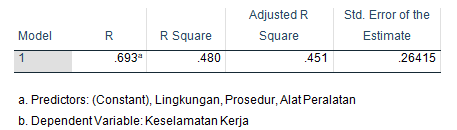 Model R R Square Adjusted R Square Std. Error of the Estimate
1 .693ᵃ .480 .451 .26415
a. Predictors: (Constant), Lingkungan, Prosedur, Alat Peralatan
b. Dependent Variable: Keselamatan Kerja